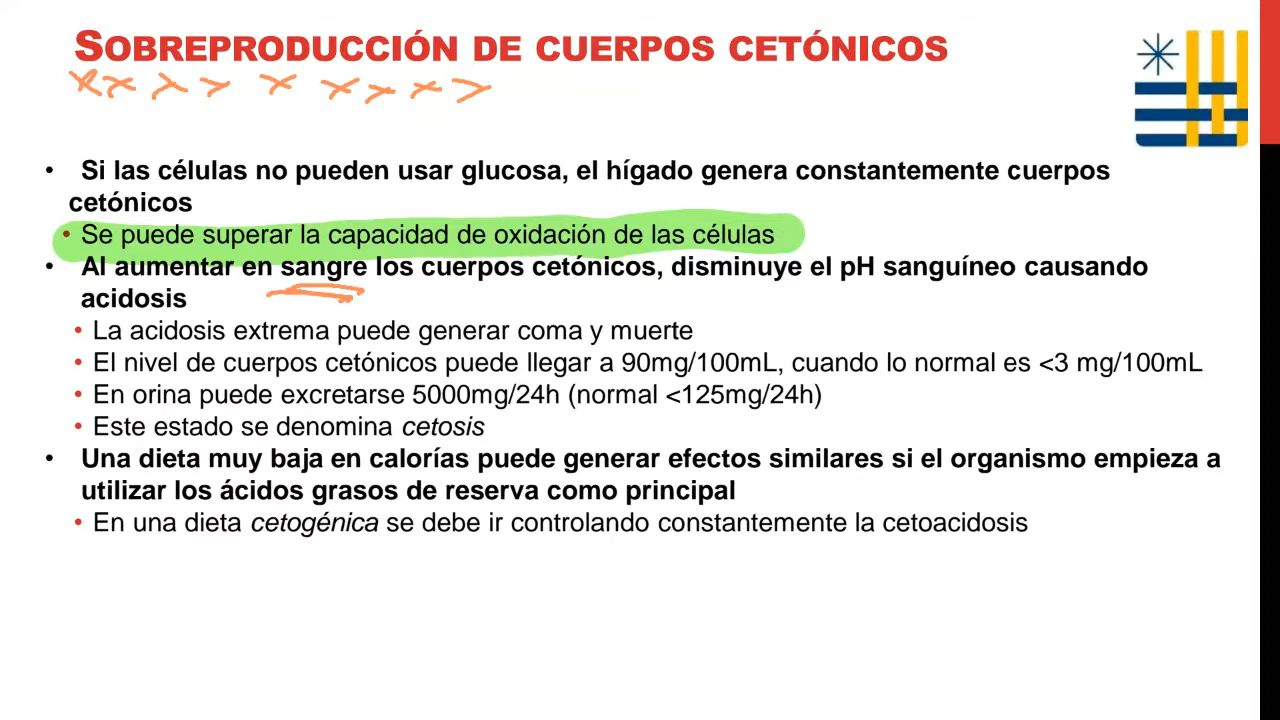 SOBREPRODUCCIÓN DE CUERPOS CETÓNICOS
• Si las células no pueden usar glucosa, el hígado genera constantemente cuerpos
cetónicos
• Se puede superar la capacidad de oxidación de las células
• Al aumentar en sangre los cuerpos cetónicos, disminuye el pH sanguíneo causando
acidosis
• La acidosis extrema puede generar coma y muerte
• El nivel de cuerpos cetónicos puede llegar a 90mg/100mL, cuando lo normal es <3 mg/100mL
• En orina puede excretarse 5000mg/24h (normal <125mg/24h)
• Este estado se denomina cetosis
• Una dieta muy baja en calorías puede generar efectos similares si el organismo empieza a
utilizar los ácidos grasos de reserva como principal
• En una dieta cetogénica se debe ir controlando constantemente la cetoacidosis